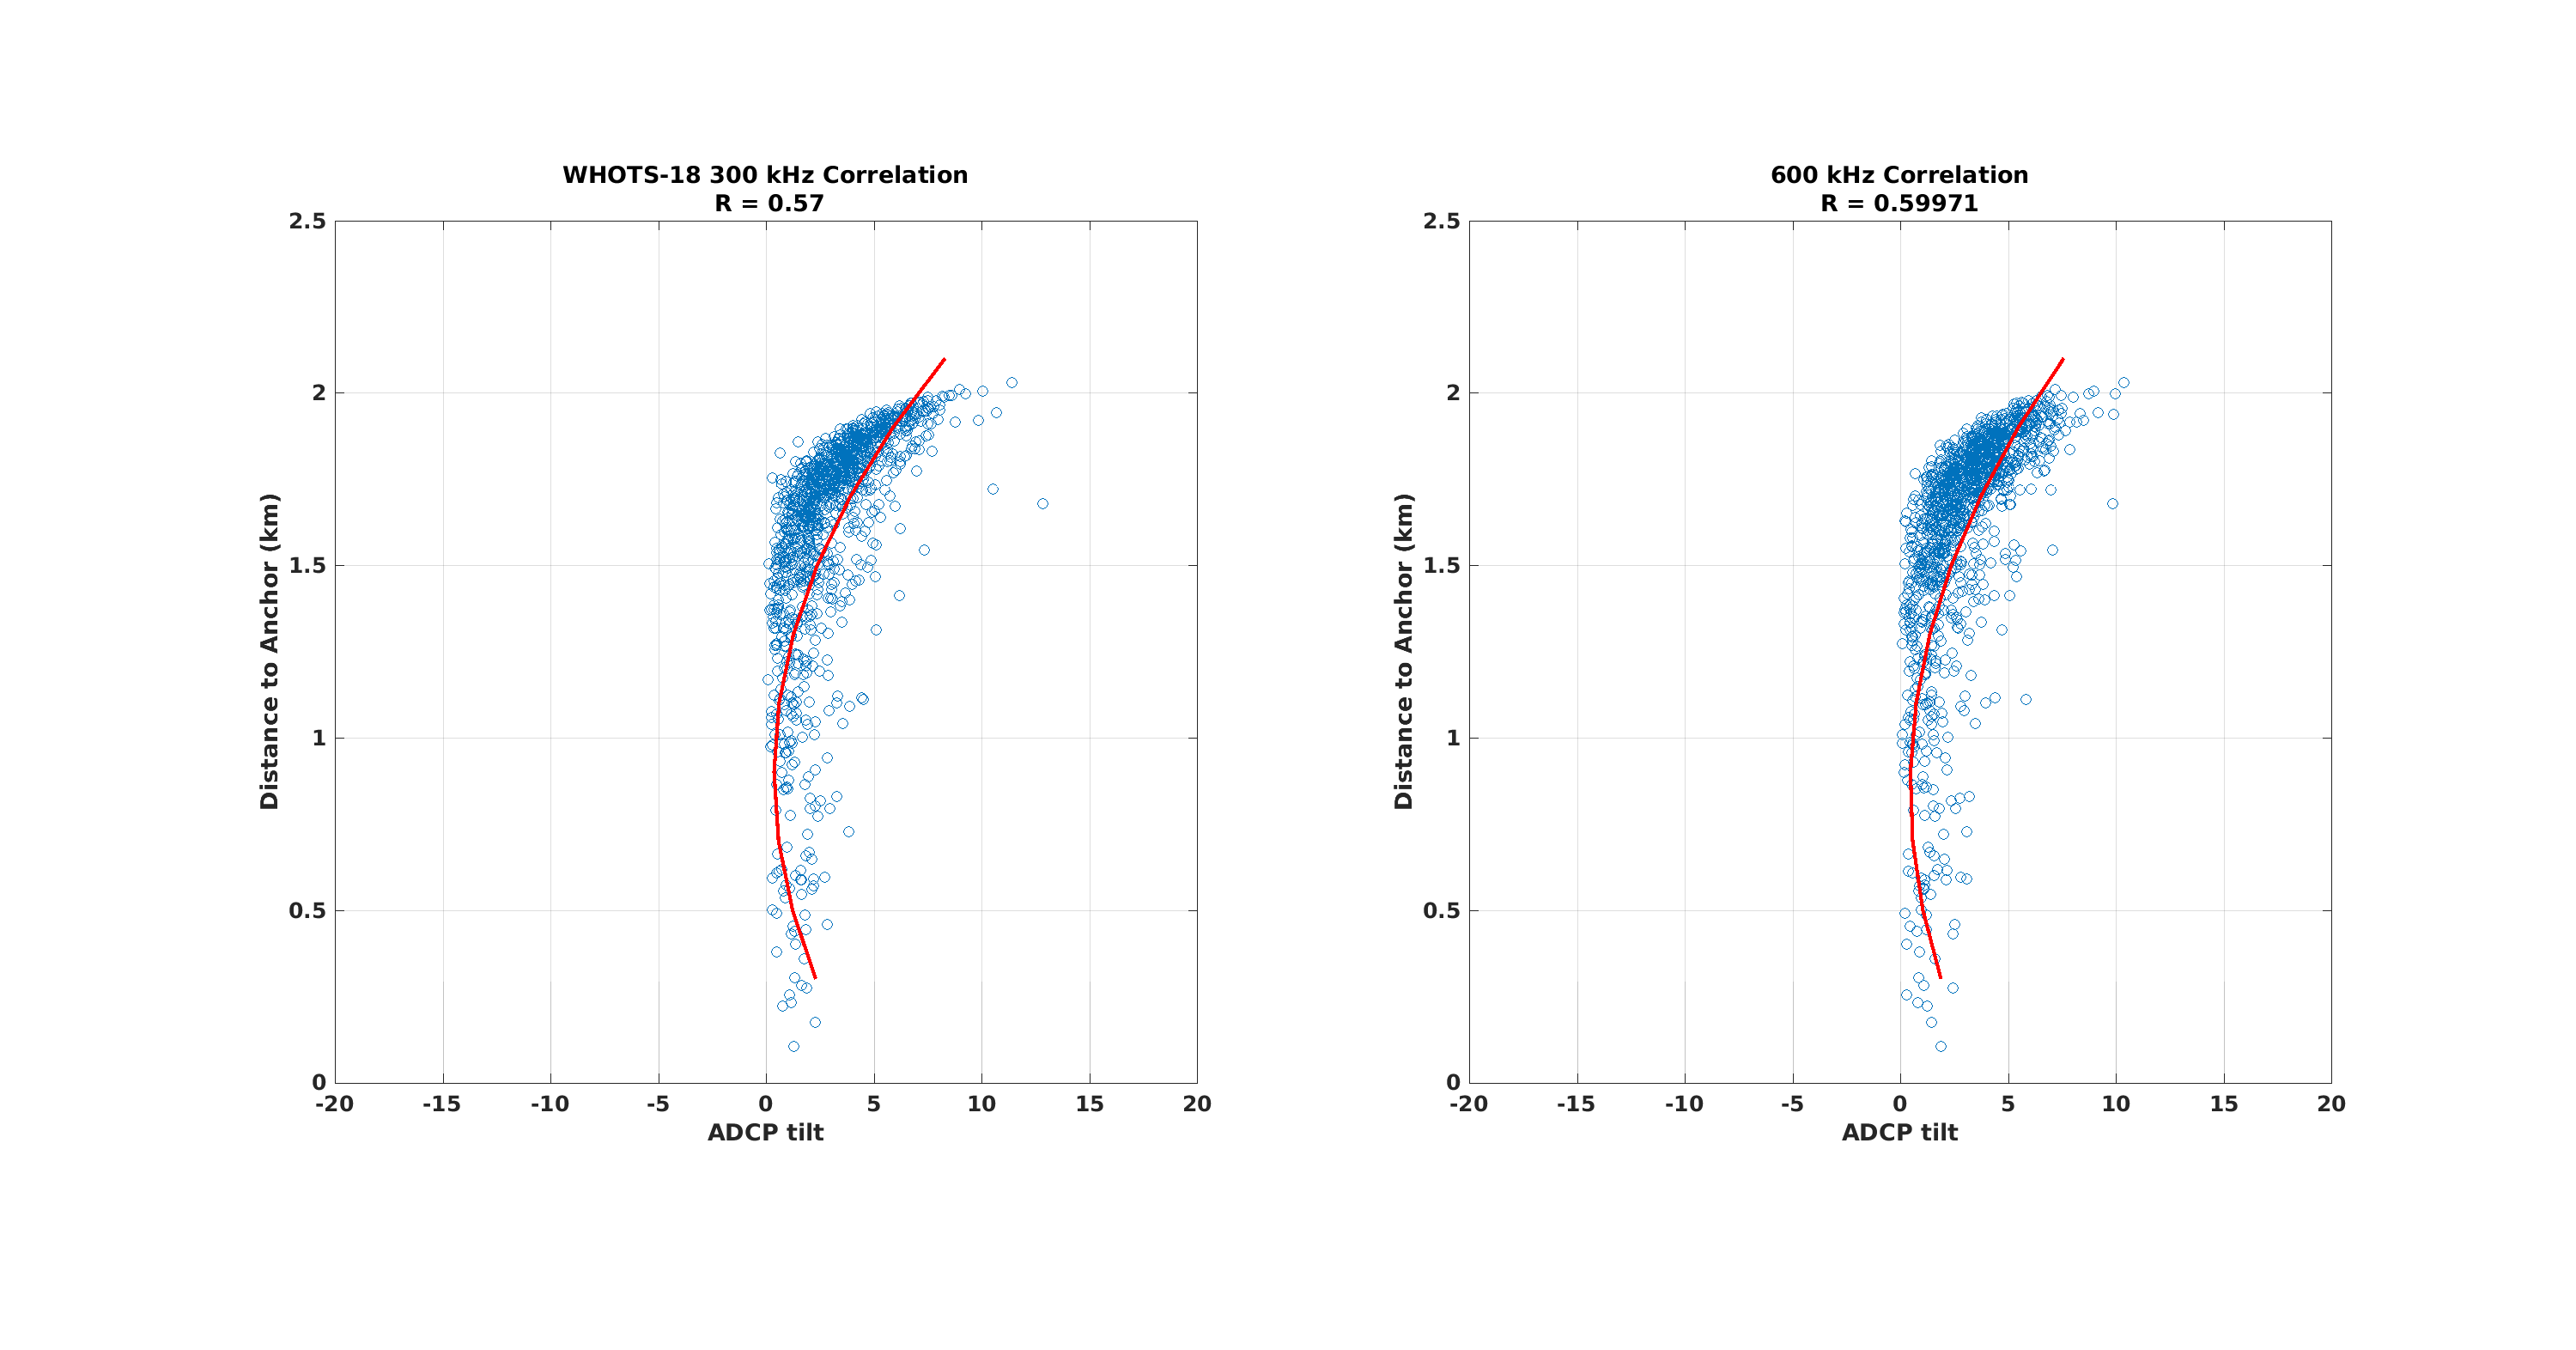 WHOTS-18 300 kHz Correlation
R = 0.57
2.5
2
1.5
1
0.5
0
Distance to Anchor (km)
-20 -15 -10 -5 0 5 10 15 20
ADCP tilt
600 kHz Correlation
R = 0.59971
2.5
2
1.5
1
0.5
0
Distance to Anchor (km)
-20 -15 -10 -5 0 5 10 15 20
ADCP tilt